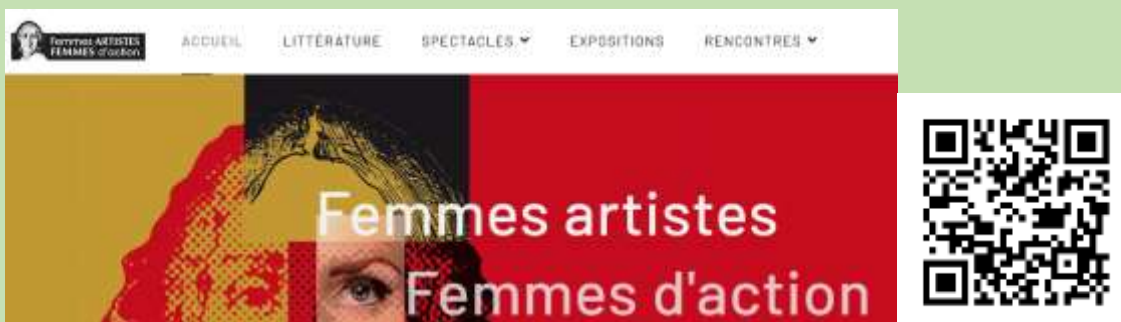 Femmes ARTISTES
FEMMES d'action
ACCUEIL
LITTÉRATURE
SPECTACLES
EXPOSITIONS
RENCONTRES
Femmes artistes
Femmes d'action